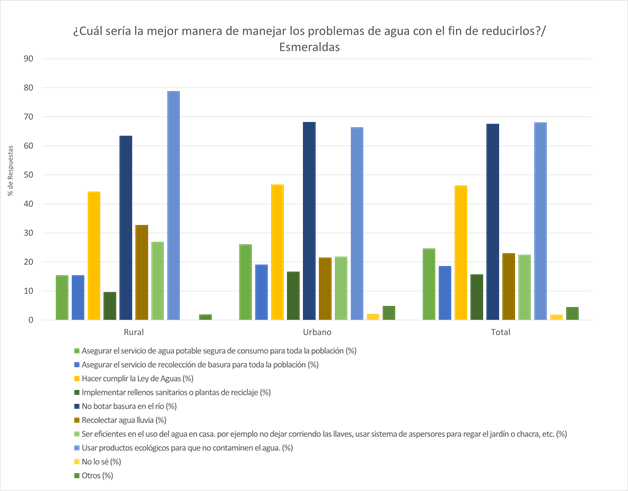 ¿Cuál sería la mejor manera de manejar los problemas de agua con el fin de reducirlos?/
Esmeraldas
90
80
70
60
50
40
30
20
10
0
% de Respuestas
Rural
Urbano
Total
Asegurar el servicio de agua potable segura de consumo para toda la población (%)
Asegurar el servicio de recolección de basura para toda la población (%)
Hacer cumplir la Ley de Aguas (%)
Implementar rellenos sanitarios o plantas de reciclaje (%)
No botar basura en el río (%)
Recolectar agua lluvia (%)
Ser eficientes en el uso del agua en casa. por ejemplo no dejar corriendo las llaves, usar sistema de aspersores para regar el jardín o chacra, etc. (%)
Usar productos ecológicos para que no contaminen el agua. (%)
No lo sé (%)
Otros (%)